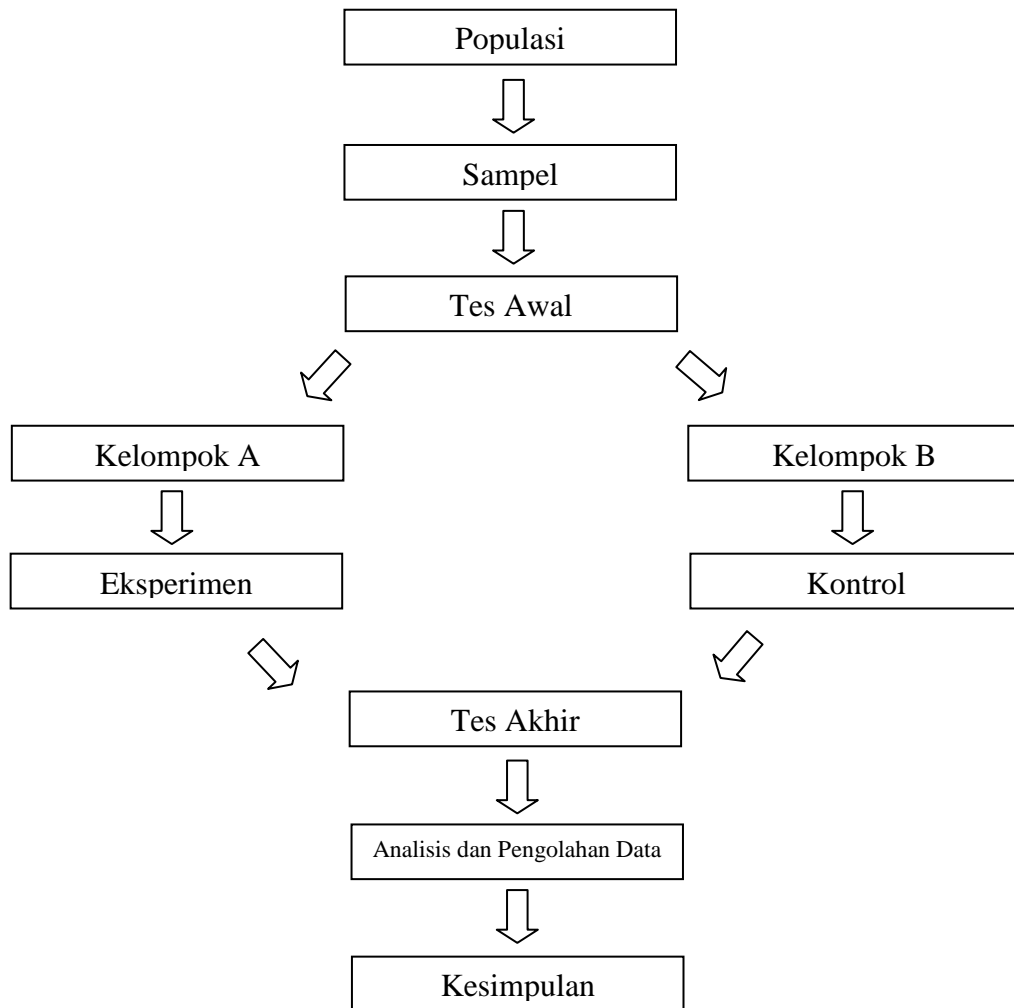 Populasi
Sampel
Tes Awal
Kelompok A
Kelompok B
Eksperimen
Kontrol
Tes Akhir
Analisis dan Pengolahan Data
Kesimpulan